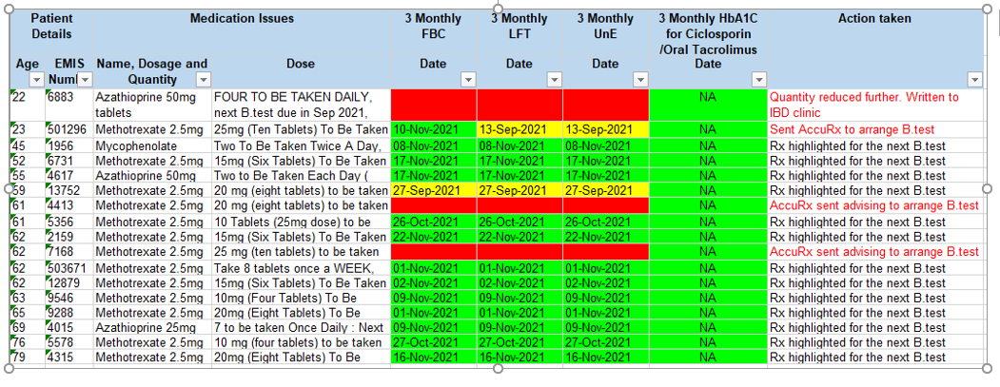 Patient Details Medication Issues 3 Monthly FBC 3 Monthly LFT 3 Monthly UnE 3 Monthly HbA1C for Ciclosporin /Oral Tacrolimus Action taken
Age EMIS Numl Name, Dosage and Quantity Dose Date Date Date Date
22 6883 Azathioprine 50mg tablets FOUR TO BE TAKEN DAILY, next B.test due in Sep 2021, NA Quantity reduced further. Written to IBD clinic
23 501296 Methotrexate 2.5mg 25mg (Ten Tablets) To Be Taken 10-Nov-2021 13-Sep-2021 13-Sep-2021 NA Sent AccuRx to arrange B.test
45 1956 Mycophenolate Two To Be Taken Twice A Day, 08-Nov-2021 08-Nov-2021 08-Nov-2021 NA Rx highlighted for the next B.test
52 6731 Methotrexate 2.5mg 15mg (Six Tablets) To Be Taken 17-Nov-2021 17-Nov-2021 17-Nov-2021 NA Rx highlighted for the next B.test
55 4617 Azathioprine 50mg Two to Be Taken Each Day ( 17-Nov-2021 17-Nov-2021 17-Nov-2021 NA Rx highlighted for the next B.test
59 13752 Methotrexate 2.5mg 20 mg (eight tablets) to be taken 27-Sep-2021 27-Sep-2021 27-Sep-2021 NA Rx highlighted for the next B.test
61 4413 Methotrexate 2.5mg 20 mg (eight tablets) to be taken NA AccuRx sent advising to arrange B.test
61 5356 Methotrexate 2.5mg 10 Tablets (25mg dose) to be 26-Oct-2021 26-Oct-2021 26-Oct-2021 NA Rx highlighted for the next B.test
62 2159 Methotrexate 2.5mg 15mg (Six Tablets) To Be Taken 22-Nov-2021 22-Nov-2021 22-Nov-2021 NA Rx highlighted for the next B.test
62 7168 Methotrexate 2.5mg 25 mg (ten tablets) to be taken NA AccuRx sent advising to arrange B.test
62 503671 Methotrexate 2.5mg Take 8 tablets once a WEEK, 01-Nov-2021 01-Nov-2021 01-Nov-2021 NA Rx highlighted for the next B.test
62 12879 Methotrexate 2.5mg 15mg (Six Tablets) To Be Taken 02-Nov-2021 02-Nov-2021 02-Nov-2021 NA Rx highlighted for the next B.test
63 9546 Methotrexate 2.5mg 10mg (Four Tablets) To Be 09-Nov-2021 09-Nov-2021 09-Nov-2021 NA Rx highlighted for the next B.test
65 9288 Methotrexate 2.5mg 20mg (Eight Tablets) To Be 01-Nov-2021 01-Nov-2021 01-Nov-2021 NA Rx highlighted for the next B.test
69 4015 Azathioprine 25mg 7 to be taken Once Daily : Next 09-Nov-2021 09-Nov-2021 09-Nov-2021 NA Rx highlighted for the next B.test
76 5578 Methotrexate 2.5mg 10 mg (four tablets) to be taken 27-Oct-2021 27-Oct-2021 27-Oct-2021 NA Rx highlighted for the next B.test
79 4315 Methotrexate 2.5mg 20mg (Eight Tablets) To Be 16-Nov-2021 16-Nov-2021 16-Nov-2021 NA Rx highlighted for the next B.test